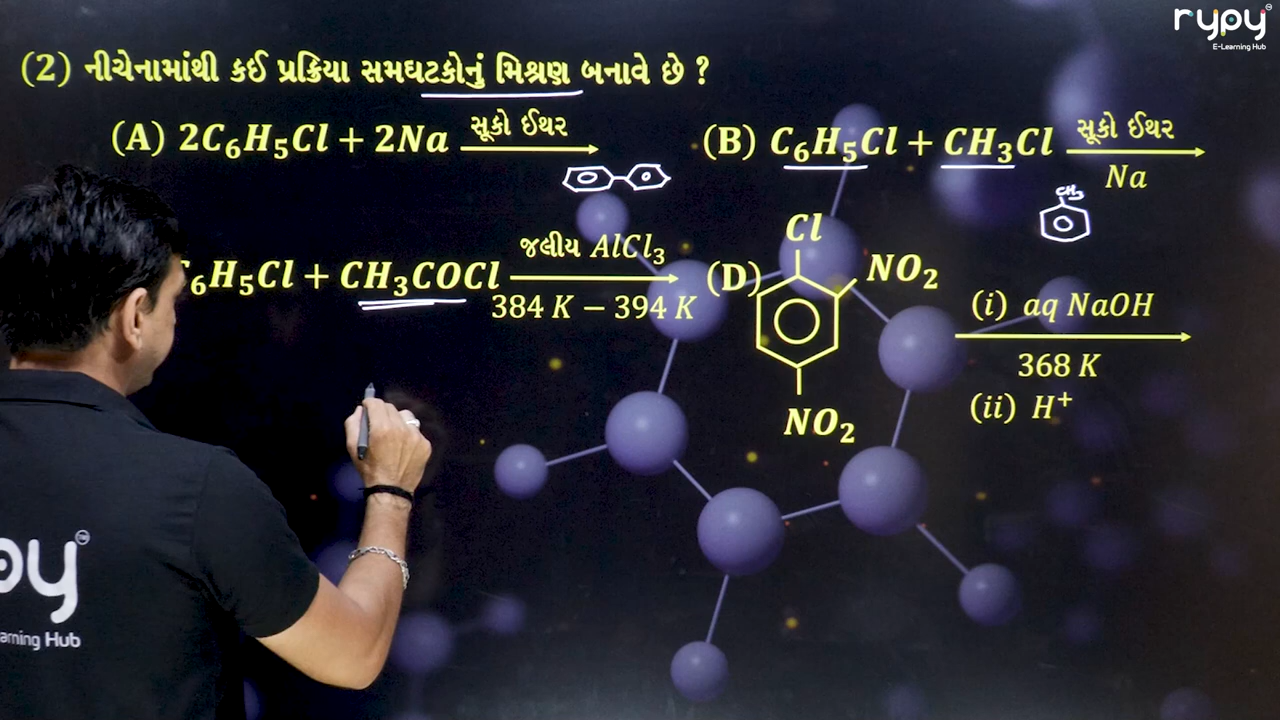 rypy
E-Learning Hub
(2) નીચેનામાંથી કઈ પ્રક્રિયા સમઘટકોનું મિશ્રણ બનાવે છે ?
(A) 2C₆H₅Cl + 2Na સૂકો ઈથર
(B) C₆H₅Cl + CH₃Cl સૂકો ઈથર
Na
CH₃
₆H₅Cl + CH₃COCl જલીય AlCl₃
384 K − 394 K
(D) Cl
NO₂
NO₂
(i) aq NaOH
368 K
(ii) H⁺
py
arning Hub